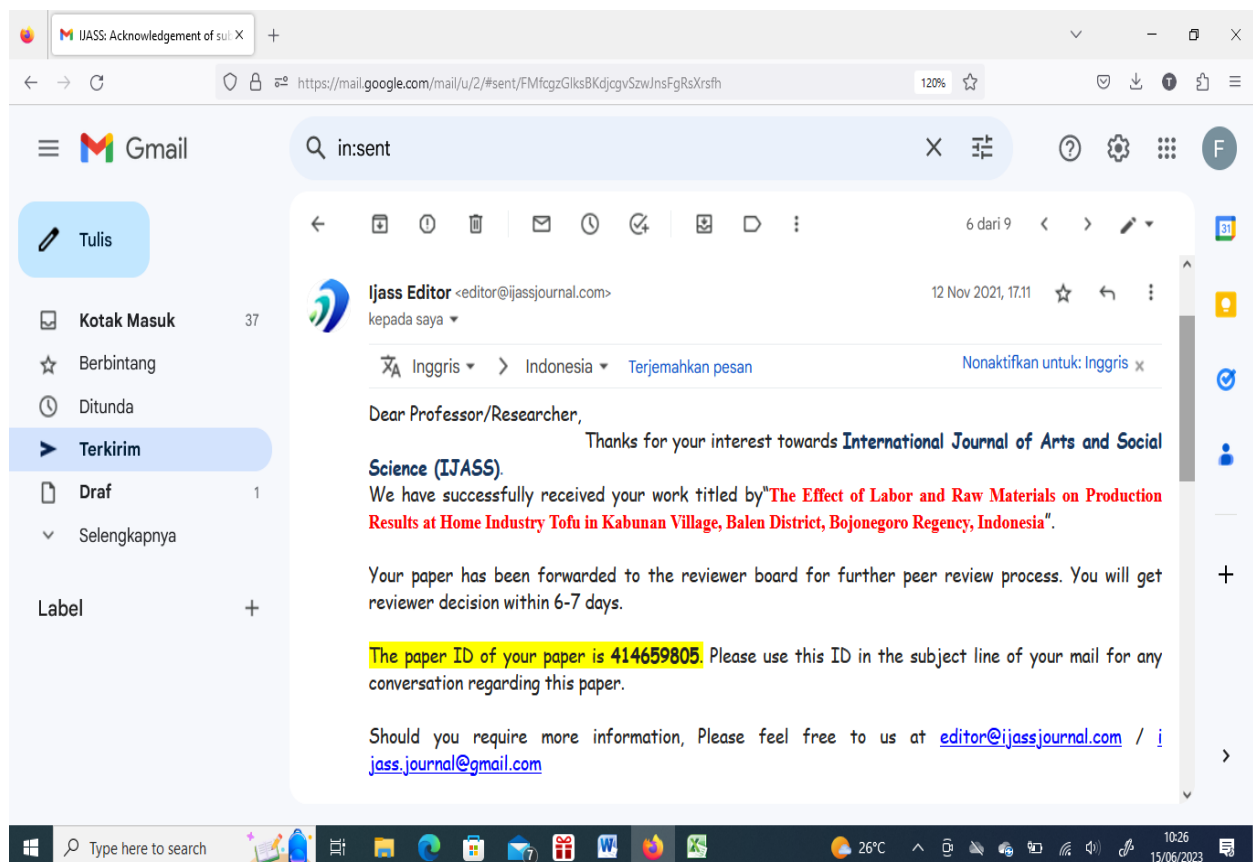 IJASS: Acknowledgement of sul
https://mail.google.com/mail/u/2/#sent/FMfcgzGlksBKdjcgvSzwJnsFgRsXrsfh
120%
Gmail
in:sent
F
Tulis
6 dari 9
31
Kotak Masuk 37
Berbintang
Ditunda
Terkirim
Draf 1
Selengkapnya
Label
Ijass Editor <editor@ijassjournal.com>
12 Nov 2021, 17.11
kepada saya
Inggris > Indonesia Terjemahkan pesan
Nonaktifkan untuk: Inggris x
Dear Professor/Researcher,
Thanks for your interest towards International Journal of Arts and Social
Science (IJASS).
We have successfully received your work titled by"The Effect of Labor and Raw Materials on Production
Results at Home Industry Tofu in Kabunan Village, Balen District, Bojonegoro Regency, Indonesia".
Your paper has been forwarded to the reviewer board for further peer review process. You will get
reviewer decision within 6-7 days.
The paper ID of your paper is 414659805. Please use this ID in the subject line of your mail for any
conversation regarding this paper.
Should you require more information, Please feel free to us at editor@ijassjournal.com / i
jass.journal@gmail.com
Type here to search
7
26°C
10:26
15/06/2023